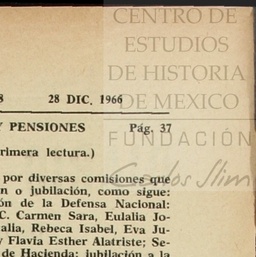 CENTRO DE
ESTUDIOS
DE HISTORIA
DE MEXICO
FUNDACIÓN
Carlos Slim
8 28 DIC. 1966
Y PENSIONES Pág. 37
rimera lectura.)
por diversas comisiones que
n o jubilación, como sigue:
ón de la Defensa Nacional:
C. Carmen Sara, Eulalia Jo-
alia, Rebeca Isabel, Eva Ju-
y Flavia Esther Alatriste; Se-
de Hacienda: jubilación a la